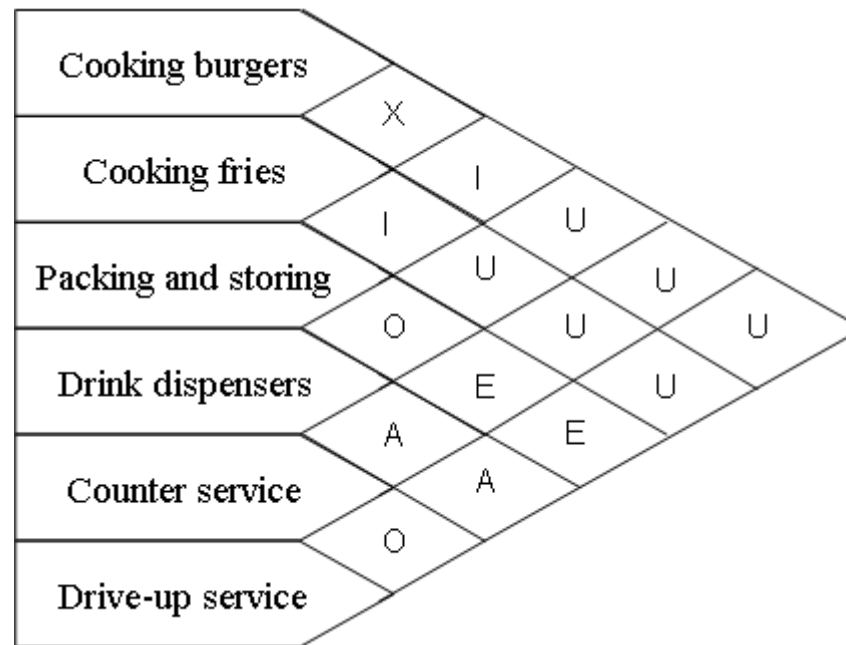 Cooking burgers
X
Cooking fries
I
I
U
Packing and storing
U
U
O
U
U
Drink dispensers
E
U
A
E
Counter service
A
O
Drive-up service